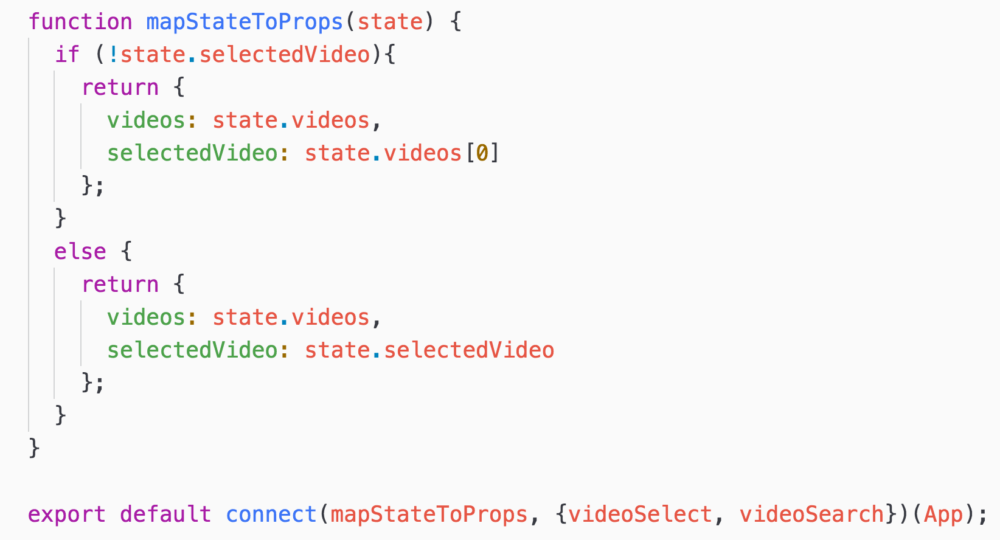 function mapStateToProps(state) {
  if (!state.selectedVideo){
    return {
      videos: state.videos,
      selectedVideo: state.videos[0]
    };
  }
  else {
    return {
      videos: state.videos,
      selectedVideo: state.selectedVideo
    };
  }
}

export default connect(mapStateToProps, {videoSelect, videoSearch})(App);